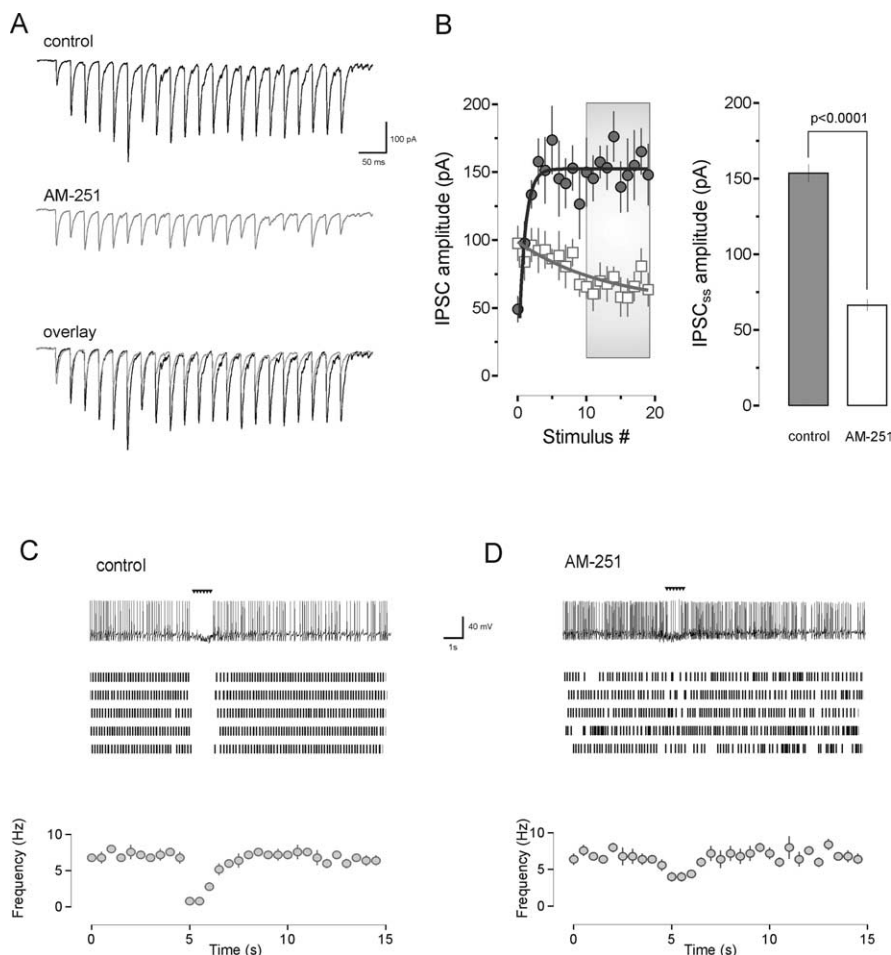 A
control
100 pA
50 ms
AM-251
overlay
B
200
150
100
50
0
IPSC amplitude (pA)
0 10 20
Stimulus #
200
150
100
50
0
IPSCss amplitude (pA)
p<0.0001
control AM-251
C
control
40 mV
1s
10
5
0
Frequency (Hz)
0 5 10 15
Time (s)
D
AM-251
10
5
0
Frequency (Hz)
0 5 10 15
Time (s)